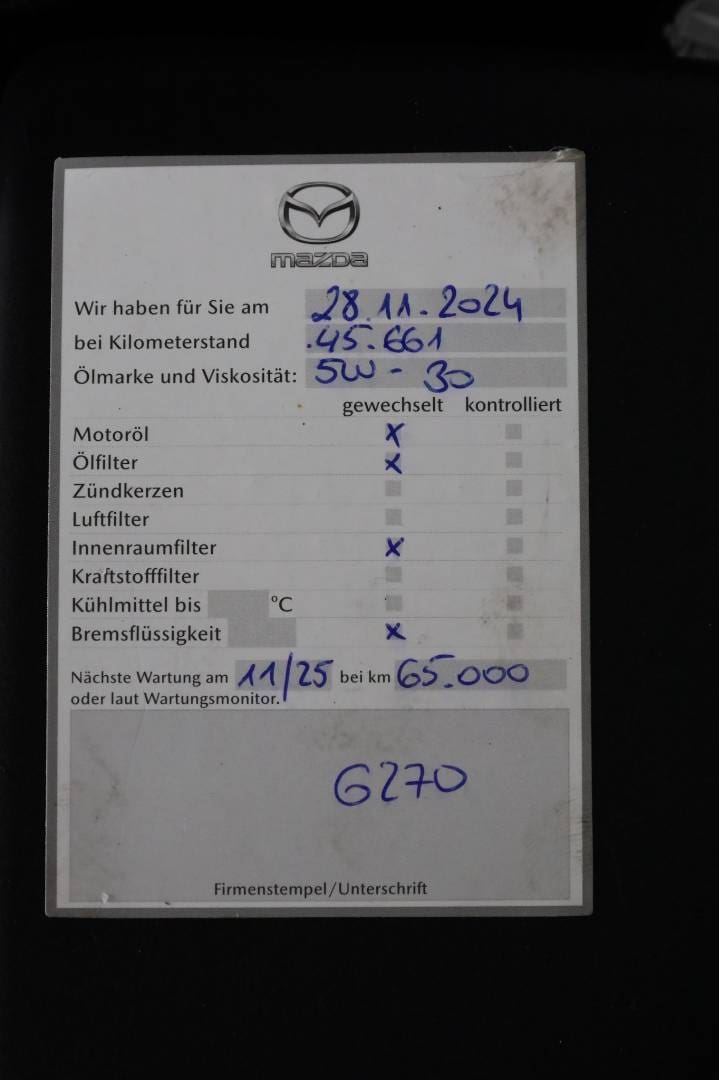 mazda
Wir haben für Sie am 28.11.2024
bei Kilometerstand .45.661
Ölmarke und Viskosität: 5W-30
gewechselt kontrolliert
Motoröl x
Ölfilter x
Zündkerzen
Luftfilter
Innenraumfilter x
Kraftstofffilter
Kühlmittel bis °C
Bremsflüssigkeit x
Nächste Wartung am 11/25 bei km 65.000
oder laut Wartungsmonitor.
G270
Firmenstempel/Unterschrift